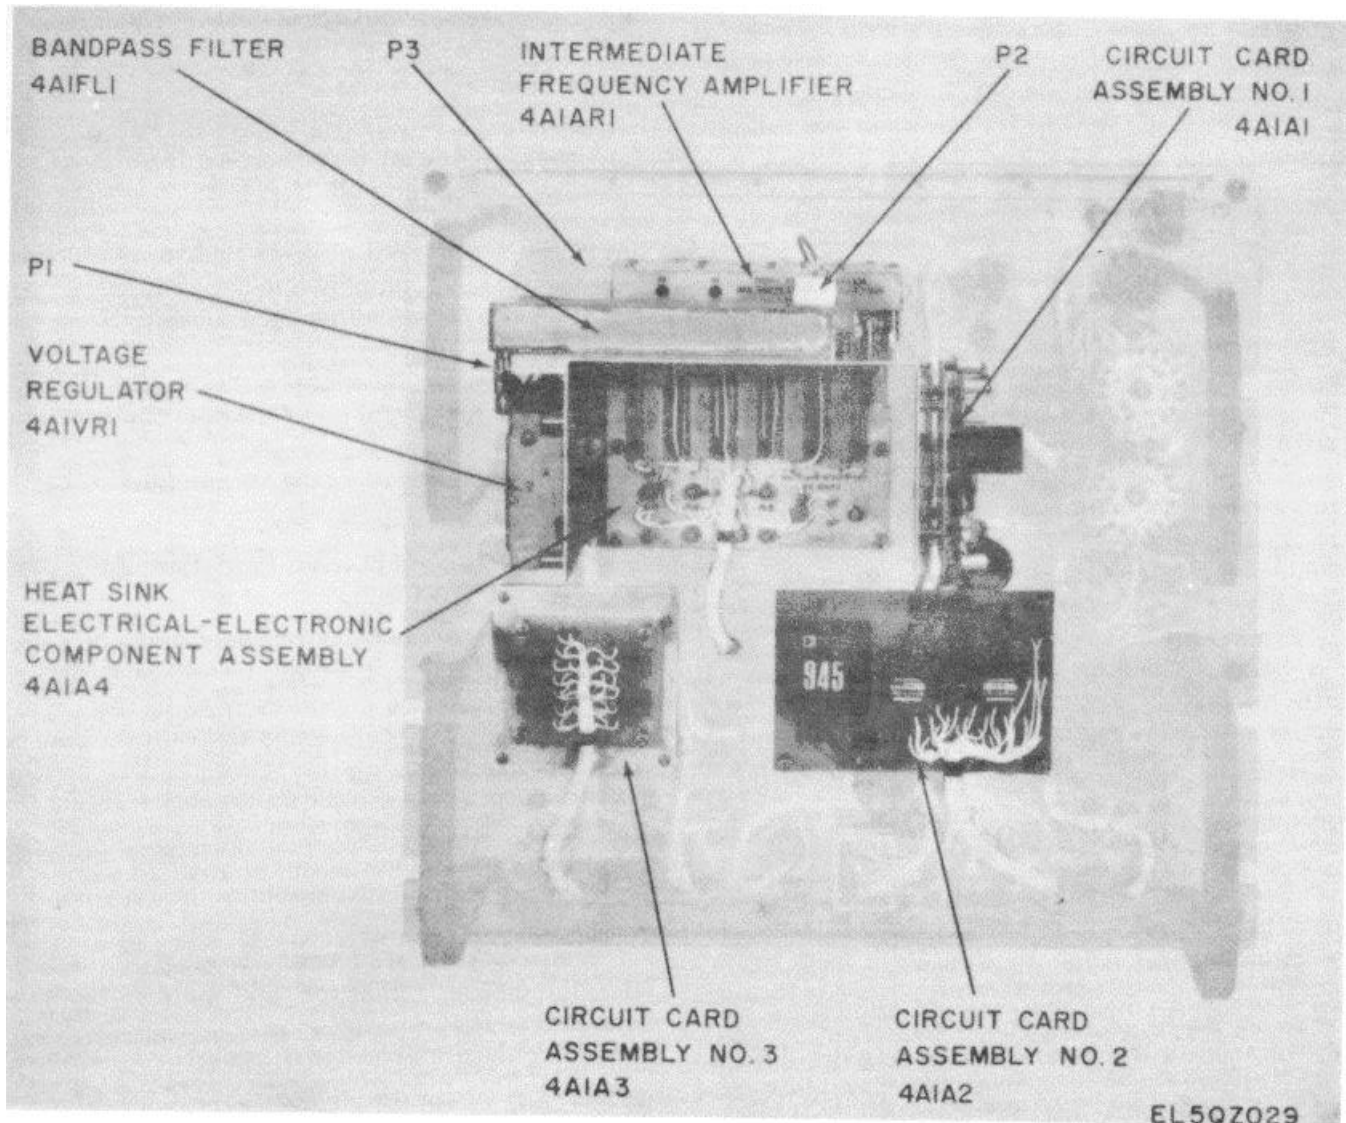 BANDPASS FILTER
4A1FL1
P3
INTERMEDIATE
FREQUENCY AMPLIFIER
4A1AR1
P2
CIRCUIT CARD
ASSEMBLY NO. 1
4A1A1
P1
VOLTAGE
REGULATOR
4A1VR1
HEAT SINK
ELECTRICAL-ELECTRONIC
COMPONENT ASSEMBLY
4A1A4
945
CIRCUIT CARD
ASSEMBLY NO. 3
4A1A3
CIRCUIT CARD
ASSEMBLY NO. 2
4A1A2
EL5QZ029